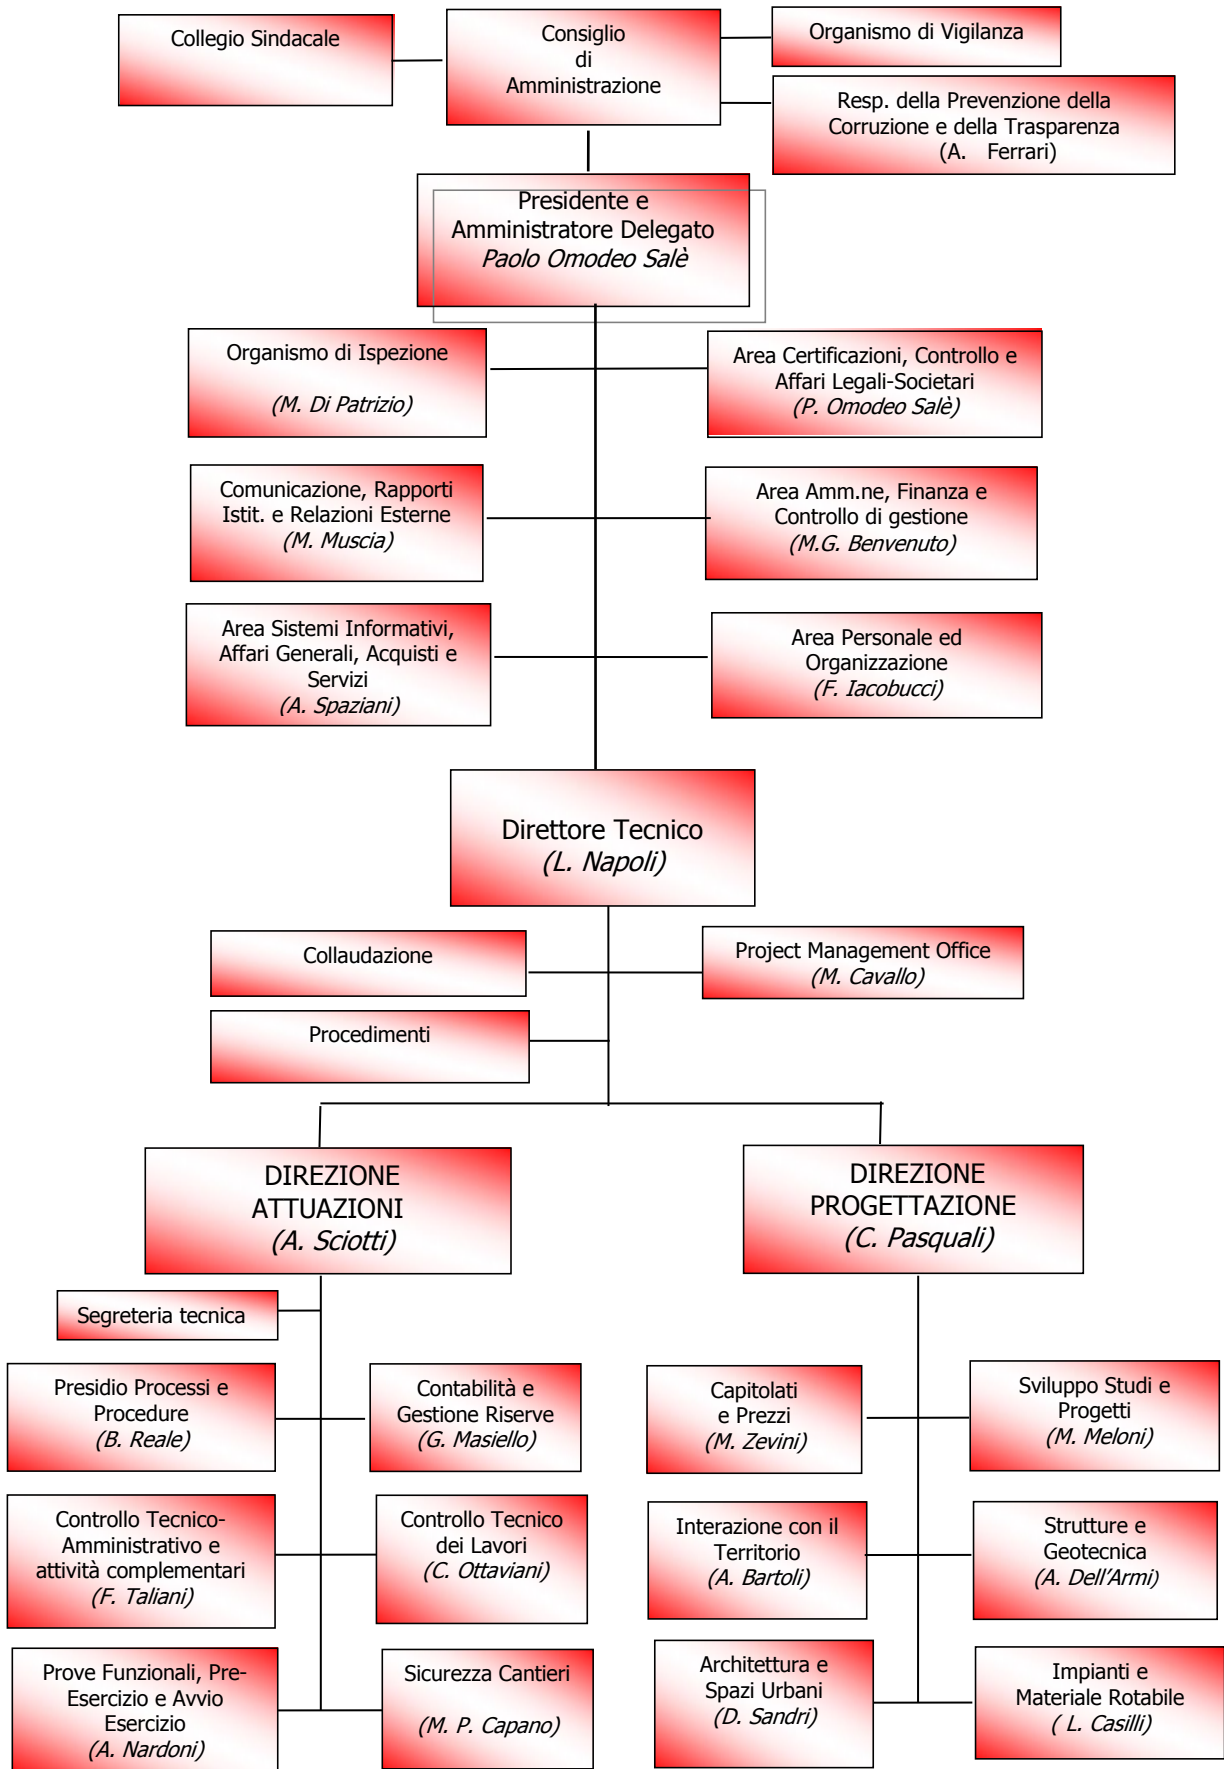 Collegio Sindacale
Consiglio
di
Amministrazione
Organismo di Vigilanza
Resp. della Prevenzione della
Corruzione e della Trasparenza
(A. Ferrari)
Presidente e
Amministratore Delegato
Paolo Omodeo Salè
Organismo di Ispezione
(M. Di Patrizio)
Area Certificazioni, Controllo e
Affari Legali-Societari
(P. Omodeo Salè)
Comunicazione, Rapporti
Istit. e Relazioni Esterne
(M. Muscia)
Area Amm.ne, Finanza e
Controllo di gestione
(M.G. Benvenuto)
Area Sistemi Informativi,
Affari Generali, Acquisti e
Servizi
(A. Spaziani)
Area Personale ed
Organizzazione
(F. Iacobucci)
Direttore Tecnico
(L. Napoli)
Collaudazione
Project Management Office
(M. Cavallo)
Procedimenti
DIREZIONE
ATTUAZIONI
(A. Sciotti)
DIREZIONE
PROGETTAZIONE
(C. Pasquali)
Segreteria tecnica
Presidio Processi e
Procedure
(B. Reale)
Contabilità e
Gestione Riserve
(G. Masiello)
Capitolati
e Prezzi
(M. Zevini)
Sviluppo Studi e
Progetti
(M. Meloni)
Controllo Tecnico-
Amministrativo e
attività complementari
(F. Taliani)
Controllo Tecnico
dei Lavori
(C. Ottaviani)
Interazione con il
Territorio
(A. Bartoli)
Strutture e
Geotecnica
(A. Dell'Armi)
Prove Funzionali, Pre-
Esercizio e Avvio
Esercizio
(A. Nardoni)
Sicurezza Cantieri
(M. P. Capano)
Architettura e
Spazi Urbani
(D. Sandri)
Impianti e
Materiale Rotabile
( L. Casilli)